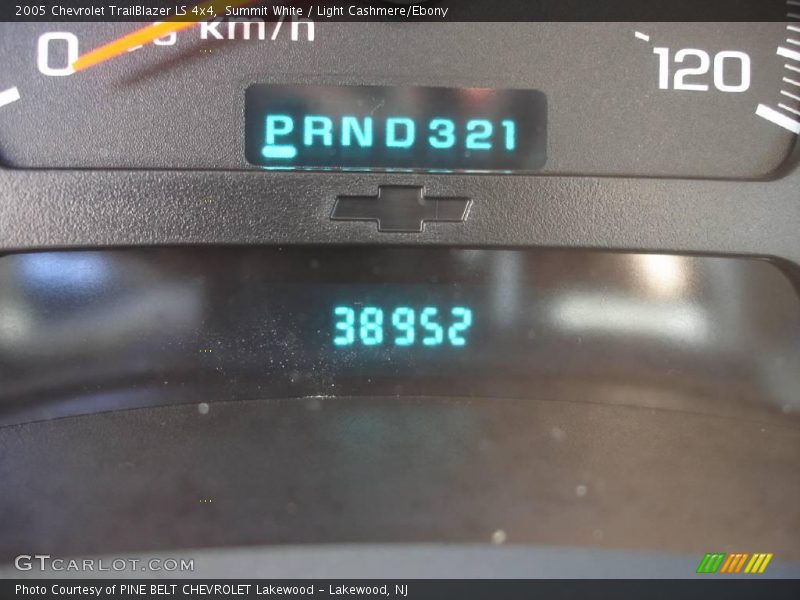 2005 Chevrolet TrailBlazer LS 4x4, Summit White / Light Cashmere/Ebony
0 km/h
120
PRND321
38952
GTCARLOT.COM
Photo Courtesy of PINE BELT CHEVROLET Lakewood - Lakewood, NJ